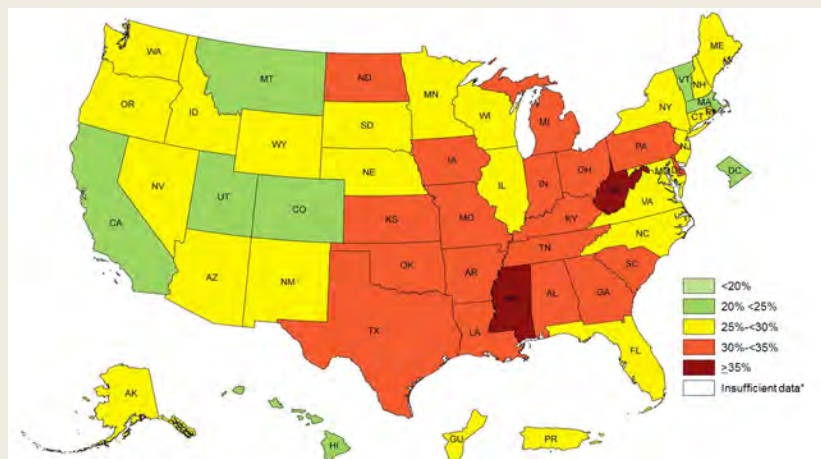 WA
MT
ND
ME
VT
NH
MN
OR
ID
SD
WI
NY
MA
CT
WY
MI
IA
PA
NJ
NE
NV
OH
DC
IL
IN
UT
CO
VA
CA
KS
MO
KY
NC
TN
AZ
NM
OK
AR
SC
AL
GA
TX
LA
FL
AK
HI
GU
PR
<20%
20% <25%
25%-<30%
30%-<35%
≥35%
Insufficient data*